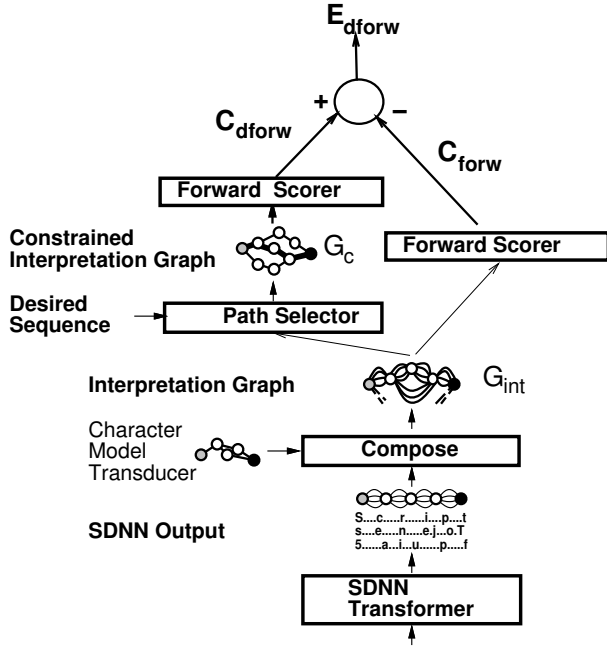 E_dforw
+ −
C_dforw
C_forw
Forward Scorer
Constrained
Interpretation Graph
G_c
Forward Scorer
Desired
Sequence
Path Selector
Interpretation Graph
G_int
Character
Model
Transducer
Compose
SDNN Output
S....c.....r.....i....p....t
s...e.....n.....e.j...o.T
5......a...i...u......p.....f
SDNN
Transformer